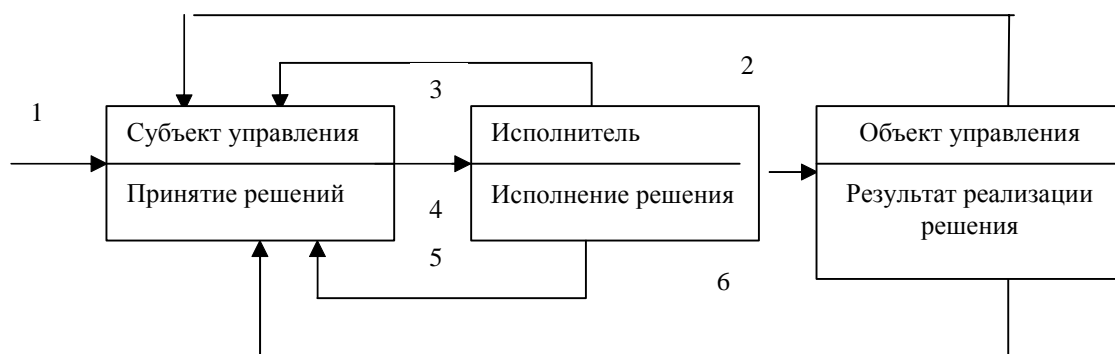 2
3
1
Субъект управления
Исполнитель
Объект управления
Принятие решений
Исполнение решения
Результат реализации
решения
4
5
6